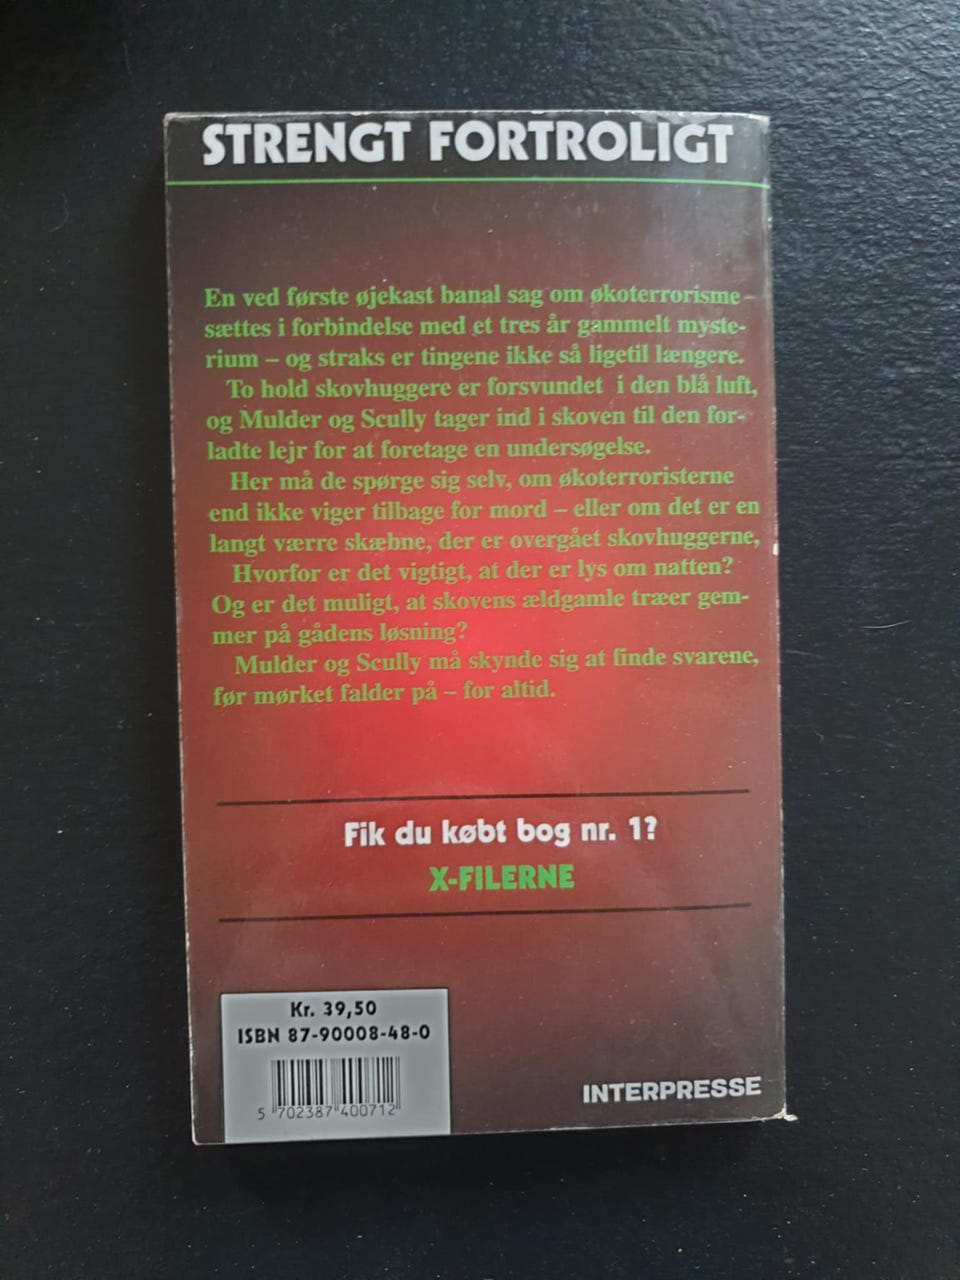 STRENGT FORTROLIGT
En ved første øjekast banal sag om økoterrorisme
sættes i forbindelse med et tres år gammelt myste-
rium – og straks er tingene ikke så ligetil længere.
To hold skovhuggere er forsvundet i den blå luft,
og Mulder og Scully tager ind i skoven til den for-
ladte lejr for at foretage en undersøgelse.
Her må de spørge sig selv, om økoterroristerne
end ikke viger tilbage for mord – eller om det er en
langt værre skæbne, der er overgået skovhuggerne,
Hvorfor er det vigtigt, at der er lys om natten?
Og er det muligt, at skovens ældgamle træer gem-
mer på gådens løsning?
Mulder og Scully må skynde sig at finde svarene,
før mørket falder på – for altid.
Fik du købt bog nr. 1?
X-FILERNE
Kr. 39,50
ISBN 87-90008-48-0
5 702387 400712
INTERPRESSE